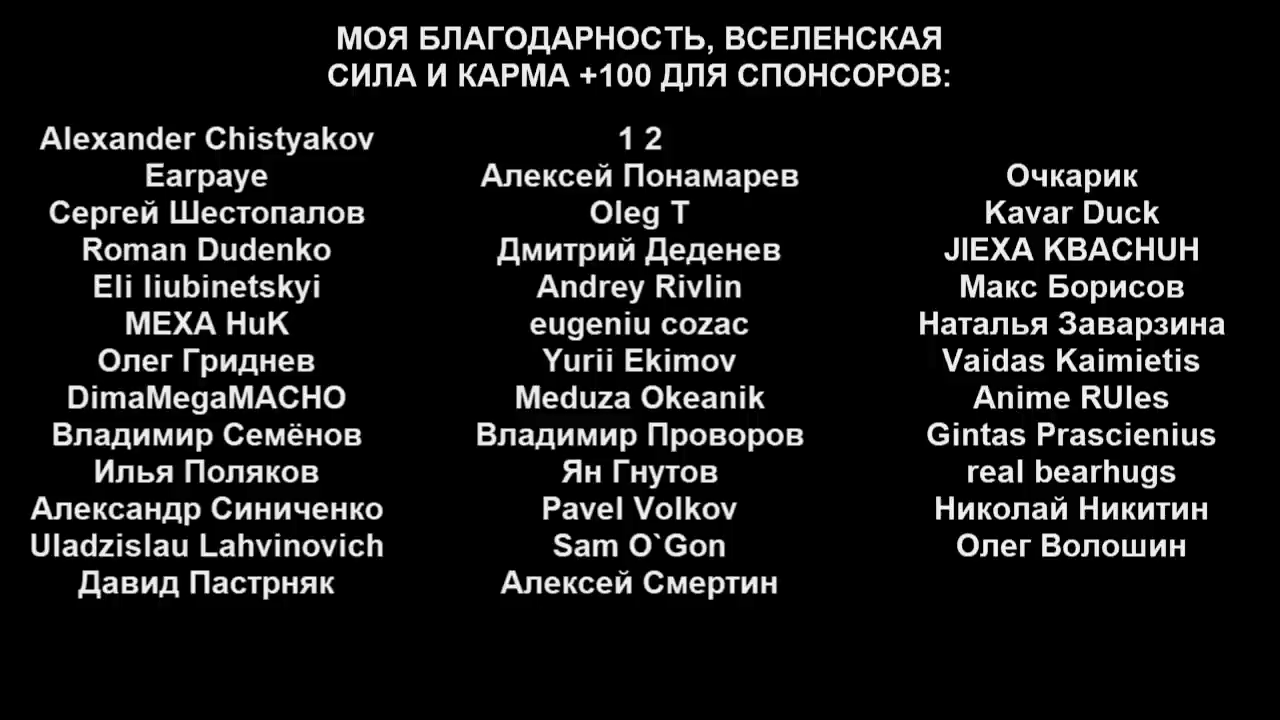 МОЯ БЛАГОДАРНОСТЬ, ВСЕЛЕНСКАЯ
СИЛА И КАРМА +100 ДЛЯ СПОНСОРОВ:
Alexander Chistyakov
Earpaye
Сергей Шестопалов
Roman Dudenko
Eli liubinetskyi
MEXA HuK
Олег Гриднев
DimaMegaMACHO
Владимир Семёнов
Илья Поляков
Александр Синиченко
Uladzislau Lahvinovich
Давид Пастрняк
1 2
Алексей Понамарев
Oleg T
Дмитрий Деденев
Andrey Rivlin
eugeniu cozac
Yurii Ekimov
Meduza Okeanik
Владимир Проворов
Ян Гнутов
Pavel Volkov
Sam O`Gon
Алексей Смертин
Очкарик
Kavar Duck
JIEXA KBACHUH
Макс Борисов
Наталья Заварзина
Vaidas Kaimietis
Anime RUles
Gintas Prascienius
real bearhugs
Николай Никитин
Олег Волошин